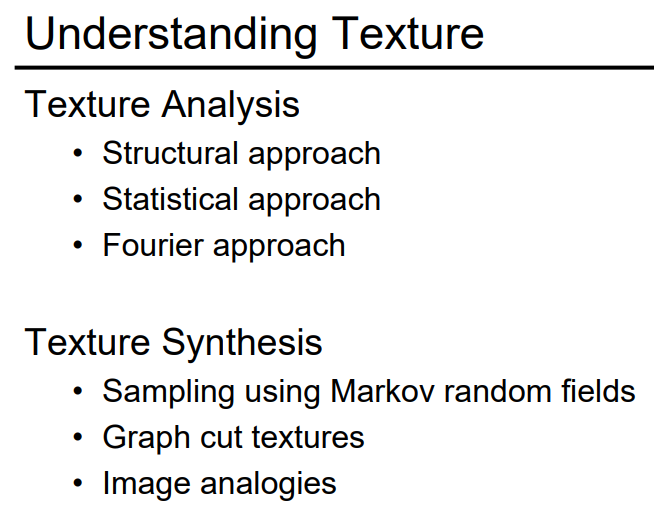 Understanding Texture
Texture Analysis
• Structural approach
• Statistical approach
• Fourier approach
Texture Synthesis
• Sampling using Markov random fields
• Graph cut textures
• Image analogies